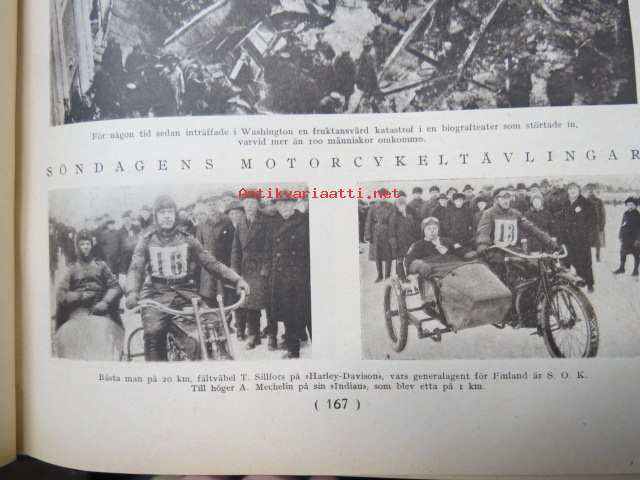 För någon tid sedan inträffade i Washington en fruktansvärd katastrof i en biografteater som störtade in,
varvid mer än 100 människor omkommo.
SÖNDAGENS MOTORCYKELTÄVLINGAR
Antikvariaatti.net
116
113
Bästa man på 20 km, fältväbel T. Sillfors på »Harley-Davison», vars generalagent för Finland är S. O. K.
Till höger A. Mechelin på sin »Indian», som blev etta på 1 km.
( 167 )